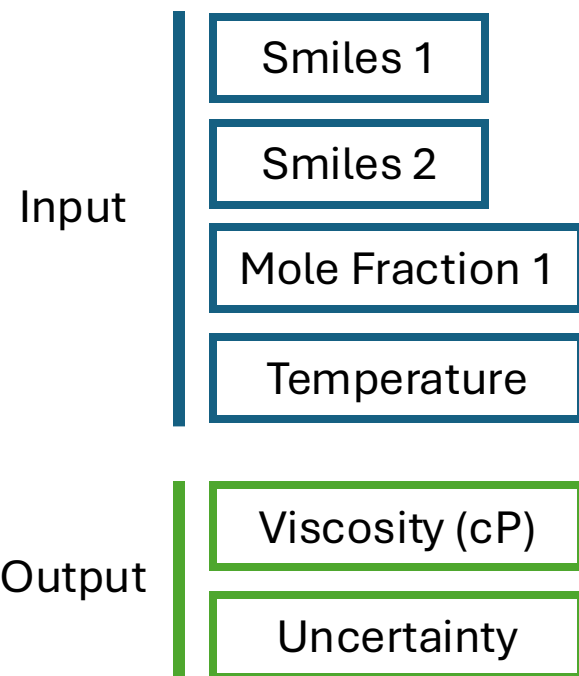 Smiles 1
Smiles 2
Input
Mole Fraction 1
Temperature
Viscosity (cP)
Output
Uncertainty